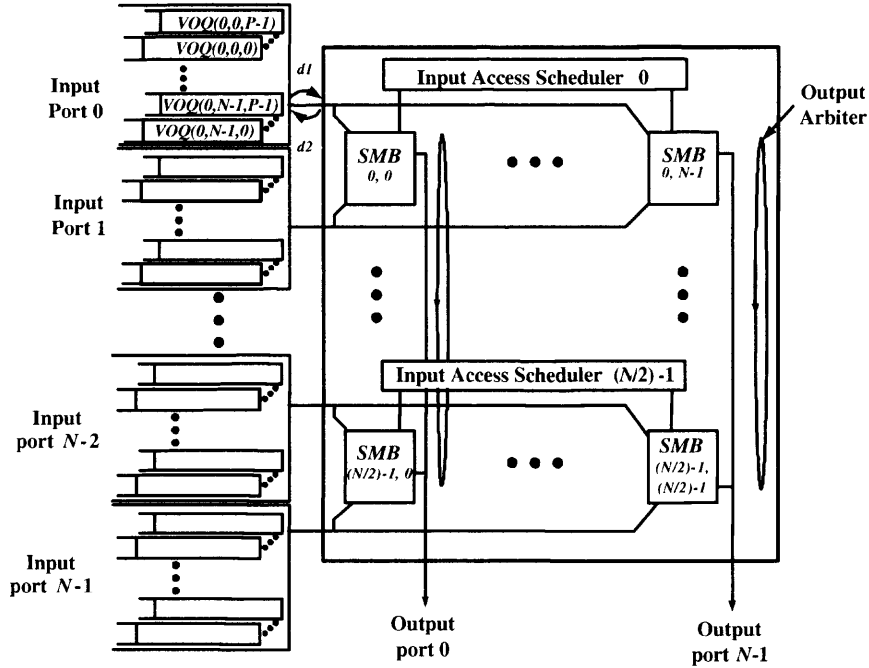 VOQ(0,0,P-1)
VOQ(0,0,0)
Input
Port 0
VOQ(0,N-1,P-1)
VOQ(0,N-1,0)
d1
d2
Input Access Scheduler 0
Output
Arbiter
SMB
0, 0
SMB
0, N-1
Input
Port 1
Input Access Scheduler (N/2) -1
Input
port N-2
SMB
(N/2)-1, 0
SMB
(N/2)-1,
(N/2)-1
Input
port N-1
Output
port 0
Output
port N-1